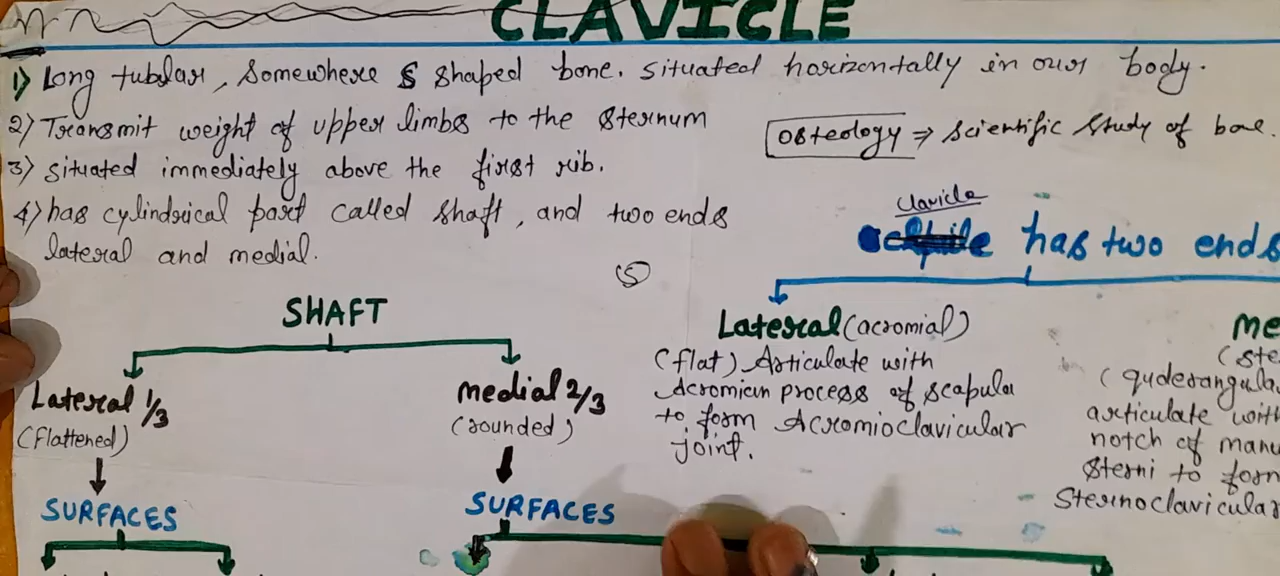 CLAVICLE
1) Long tubular, somewhere S shaped bone. situated horizontally in our body.
2) Transmit weight of upper limbs to the sternum
3) situated immediately above the first rib.
4) has cylindrical part called shaft, and two ends
lateral and medial.
Osteology ⇒ scientific study of bone.
clavicle
has two ends
S
SHAFT
Lateral 1/3
(flattened)
SURFACES
medial 2/3
(rounded)
SURFACES
Lateral (acromial)
(flat) Articulate with
Acromian process of scapula
to form Acromioclavicular
joint.
Me
(ste
(quderangula
articulate with
notch of manu
sterni to form
Sternoclavicular